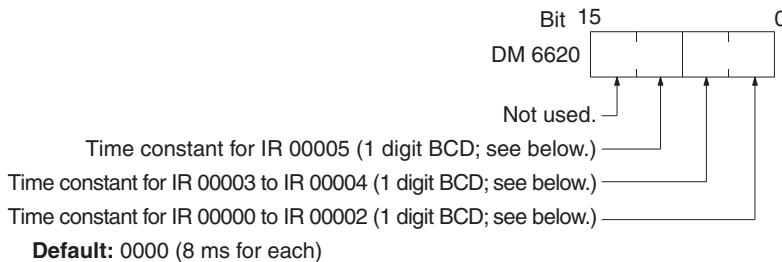 Bit 15 0
DM 6620
Not used.
Time constant for IR 00005 (1 digit BCD; see below.)
Time constant for IR 00003 to IR 00004 (1 digit BCD; see below.)
Time constant for IR 00000 to IR 00002 (1 digit BCD; see below.)
Default: 0000 (8 ms for each)